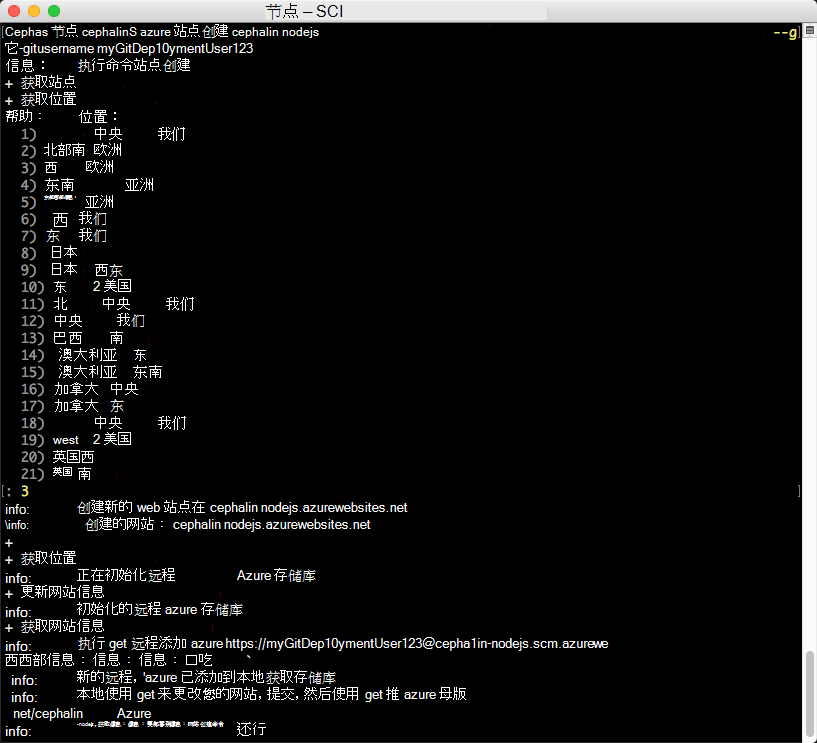 节点 – SCI
[Cephas 节点 cephalinS azure 站点创建 cephalin nodejs --g]
它-gitusername myGitDep10ymentUser123
信息： 执行命令站点创建
+ 获取站点
+ 获取位置
帮助： 位置：
1) 中央 我们
2) 北部南 欧洲
3) 西 欧洲
4) 东南 亚洲
5) 亚洲
6) 西 我们
7) 东 我们
8) 日本
9) 日本 西东
10) 东 2 美国
11) 北 中央 我们
12) 中央 我们
13) 巴西 南
14) 澳大利亚 东
15) 澳大利亚 东南
16) 加拿大 中央
17) 加拿大 东
18) 中央 我们
19) west 2 美国
20) 英国西
21) 英国 南
[: 3 ]
info: 创建新的 web 站点在 cephalin nodejs.azurewebsites.net
\info: 创建的网站： cephalin nodejs.azurewebsites.net
+
+ 获取位置
info: 正在初始化远程 Azure 存储库
+ 更新网站信息
info: 初始化的远程 azure 存储库
+ 获取网站信息
info: 执行 get 远程添加 azure https://myGitDep10ymentUser123@cepha1in-nodejs.scm.azurewe
西西部信息：信息：信息：口吃 `
info: 新的远程，'azure 已添加到本地获取存储库
info: 本地使用 get 来更改您的网站，提交，然后使用 get 推 azure 母版
net/cephalin Azure
info: 还行